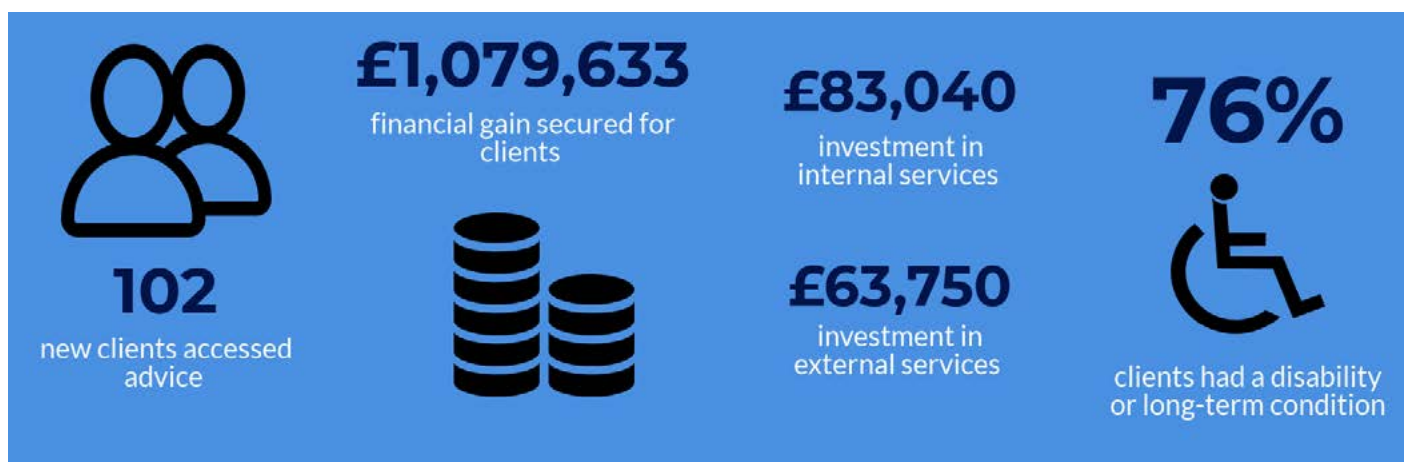 102
new clients accessed
advice
£1,079,633
financial gain secured for
clients
£83,040
investment in
internal services
£63,750
investment in
external services
76%
clients had a disability
or long-term condition